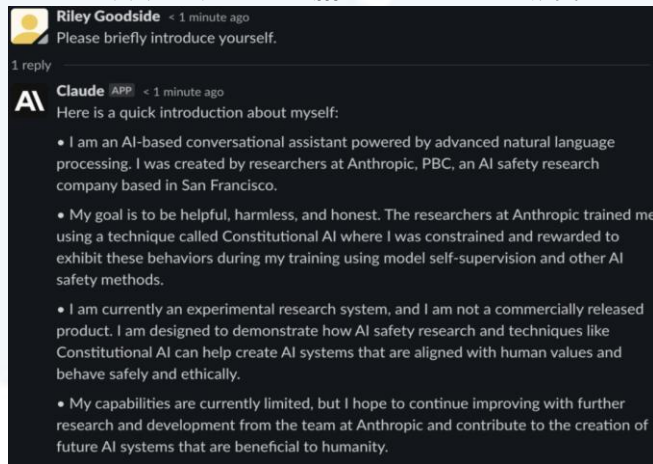 Riley Goodside < 1 minute ago
Please briefly introduce yourself.
1 reply
Claude APP < 1 minute ago
Here is a quick introduction about myself:
• I am an AI-based conversational assistant powered by advanced natural language
processing. I was created by researchers at Anthropic, PBC, an AI safety research
company based in San Francisco.
• My goal is to be helpful, harmless, and honest. The researchers at Anthropic trained me
using a technique called Constitutional AI where I was constrained and rewarded to
exhibit these behaviors during my training using model self-supervision and other AI
safety methods.
• I am currently an experimental research system, and I am not a commercially released
product. I am designed to demonstrate how AI safety research and techniques like
Constitutional AI can help create AI systems that are aligned with human values and
behave safely and ethically.
• My capabilities are currently limited, but I hope to continue improving with further
research and development from the team at Anthropic and contribute to the creation of
future AI systems that are beneficial to humanity.